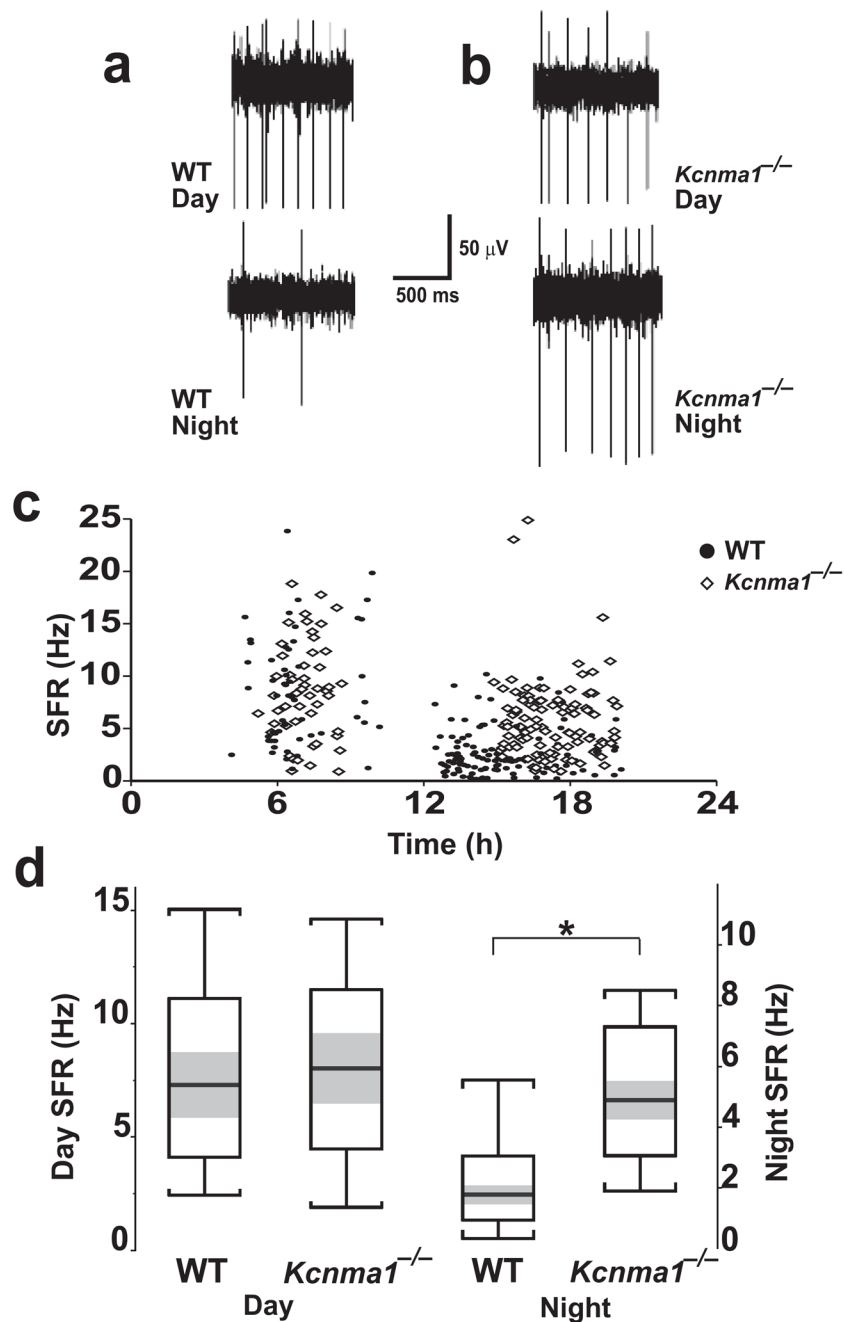 a
b
WT
Day
Kcnma1⁻/⁻
Day
50 µV
500 ms
WT
Night
Kcnma1⁻/⁻
Night
c
SFR (Hz)
25
20
15
10
5
0
0 6 12 18 24
Time (h)
WT
Kcnma1⁻/⁻
d
Day SFR (Hz)
15
10
5
0
*
10
8
6
4
2
0
Night SFR (Hz)
WT Kcnma1⁻/⁻ WT Kcnma1⁻/⁻
Day Night